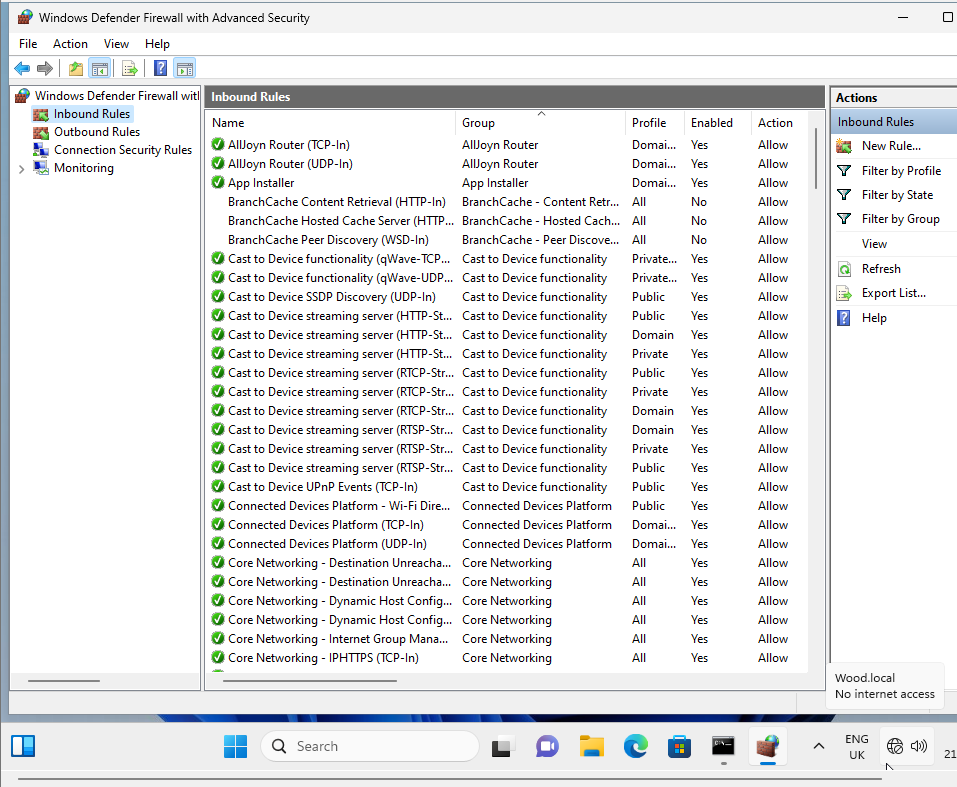 Windows Defender Firewall with Advanced Security
File Action View Help
Windows Defender Firewall witl
Inbound Rules
Outbound Rules
Connection Security Rules
Monitoring
Inbound Rules
Name Group Profile Enabled Action
AllJoyn Router (TCP-In) AllJoyn Router Domai... Yes Allow
AllJoyn Router (UDP-In) AllJoyn Router Domai... Yes Allow
App Installer App Installer Domai... Yes Allow
BranchCache Content Retrieval (HTTP-In) BranchCache - Content Retr... All No Allow
BranchCache Hosted Cache Server (HTTP... BranchCache - Hosted Cach... All No Allow
BranchCache Peer Discovery (WSD-In) BranchCache - Peer Discove... All No Allow
Cast to Device functionality (qWave-TCP... Cast to Device functionality Private... Yes Allow
Cast to Device functionality (qWave-UDP... Cast to Device functionality Private... Yes Allow
Cast to Device SSDP Discovery (UDP-In) Cast to Device functionality Public Yes Allow
Cast to Device streaming server (HTTP-St... Cast to Device functionality Public Yes Allow
Cast to Device streaming server (HTTP-St... Cast to Device functionality Domain Yes Allow
Cast to Device streaming server (HTTP-St... Cast to Device functionality Private Yes Allow
Cast to Device streaming server (RTCP-Str... Cast to Device functionality Public Yes Allow
Cast to Device streaming server (RTCP-Str... Cast to Device functionality Private Yes Allow
Cast to Device streaming server (RTCP-Str... Cast to Device functionality Domain Yes Allow
Cast to Device streaming server (RTSP-Str... Cast to Device functionality Domain Yes Allow
Cast to Device streaming server (RTSP-Str... Cast to Device functionality Private Yes Allow
Cast to Device streaming server (RTSP-Str... Cast to Device functionality Public Yes Allow
Cast to Device UPnP Events (TCP-In) Cast to Device functionality Public Yes Allow
Connected Devices Platform - Wi-Fi Dire... Connected Devices Platform Public Yes Allow
Connected Devices Platform (TCP-In) Connected Devices Platform Domai... Yes Allow
Connected Devices Platform (UDP-In) Connected Devices Platform Domai... Yes Allow
Core Networking - Destination Unreacha... Core Networking All Yes Allow
Core Networking - Destination Unreacha... Core Networking All Yes Allow
Core Networking - Dynamic Host Config... Core Networking All Yes Allow
Core Networking - Dynamic Host Config... Core Networking All Yes Allow
Core Networking - Internet Group Mana... Core Networking All Yes Allow
Core Networking - IPHTTPS (TCP-In) Core Networking All Yes Allow
Actions
Inbound Rules
New Rule...
Filter by Profile
Filter by State
Filter by Group
View
Refresh
Export List...
Help
Wood.local
No internet access
Search
ENG
UK
21